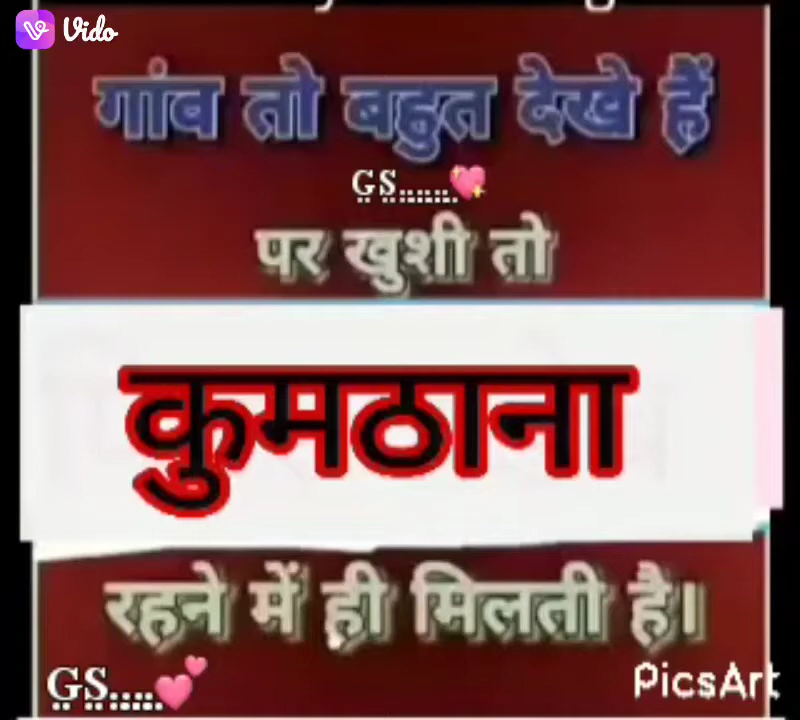 Vido
गांव तो बहुत देखे हैं
GS......💖
पर खुशी तो
कुमठाना
रहने में ही मिलती है।
GS.....💕
PicsArt